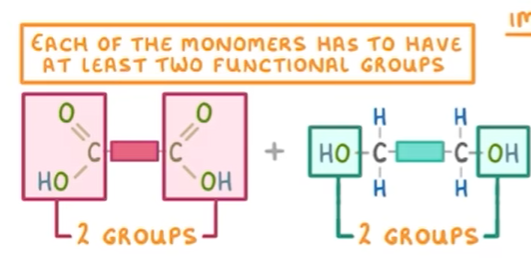 IM
EACH OF THE MONOMERS HAS TO HAVE
AT LEAST TWO FUNCTIONAL GROUPS
O O H H
C C + HO C C OH
HO OH H H
2 GROUPS 2 GROUPS